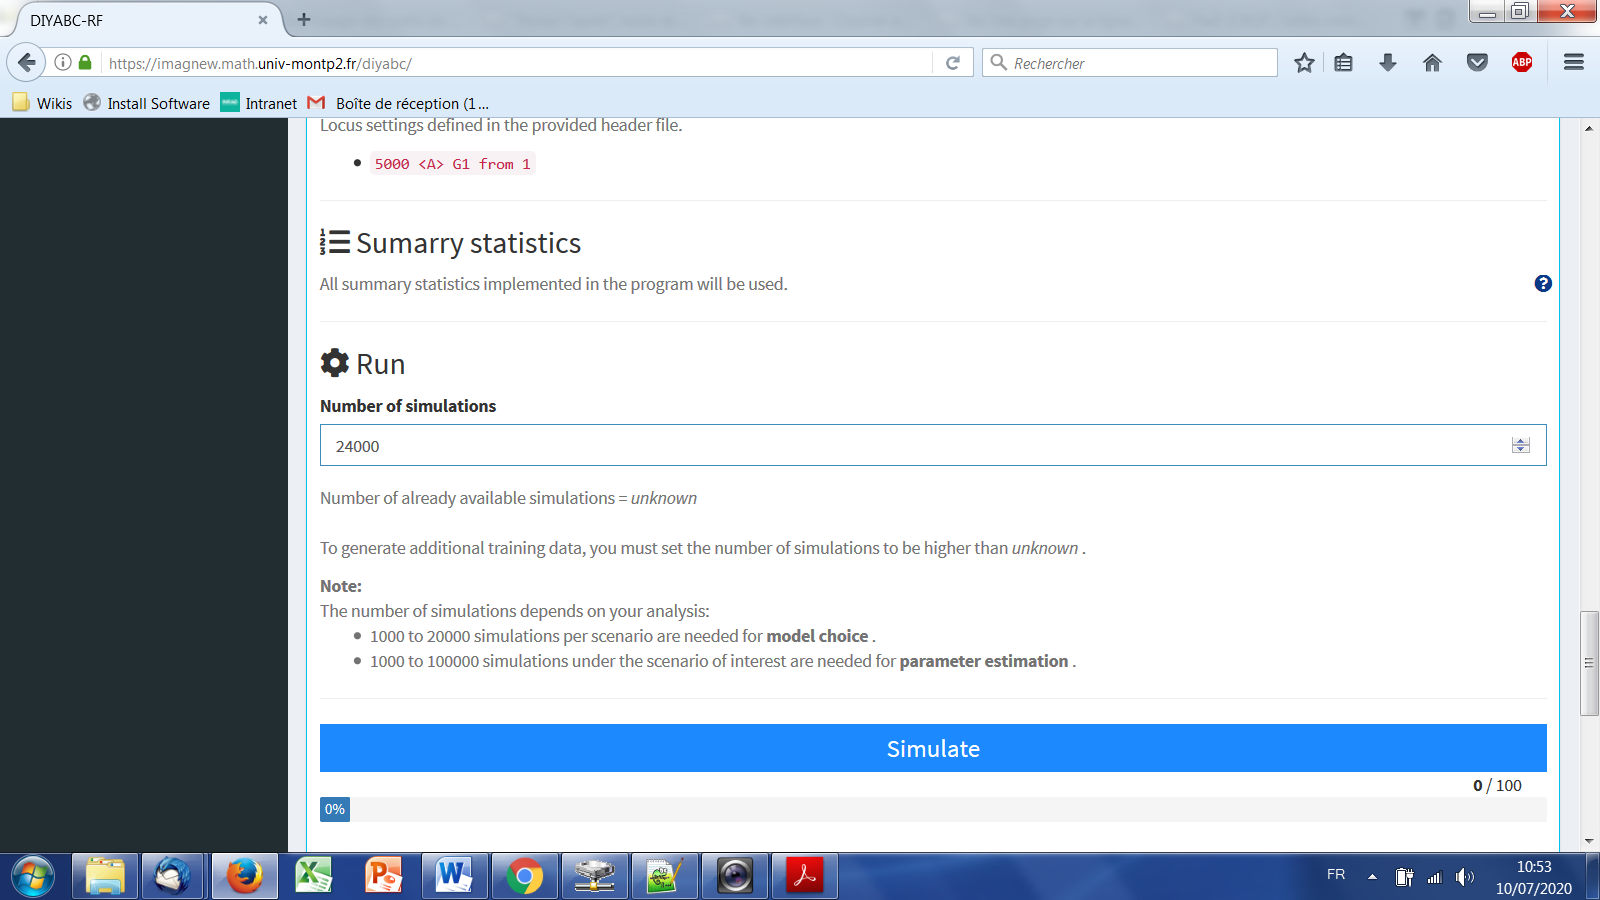 DIYABC-RF
https://imagnew.math.univ-montp2.fr/diyabc/
Rechercher
ABP
Wikis
Install Software
Intranet
Boîte de réception (1 ...
Locus settings defined in the provided header file.
5000 <A> G1 from 1
Sumarry statistics
All summary statistics implemented in the program will be used.
Run
Number of simulations
24000
Number of already available simulations = unknown
To generate additional training data, you must set the number of simulations to be higher than unknown .
Note:
The number of simulations depends on your analysis:
1000 to 20000 simulations per scenario are needed for model choice .
1000 to 100000 simulations under the scenario of interest are needed for parameter estimation .
Simulate
0 / 100
0%
FR
10:53
10/07/2020